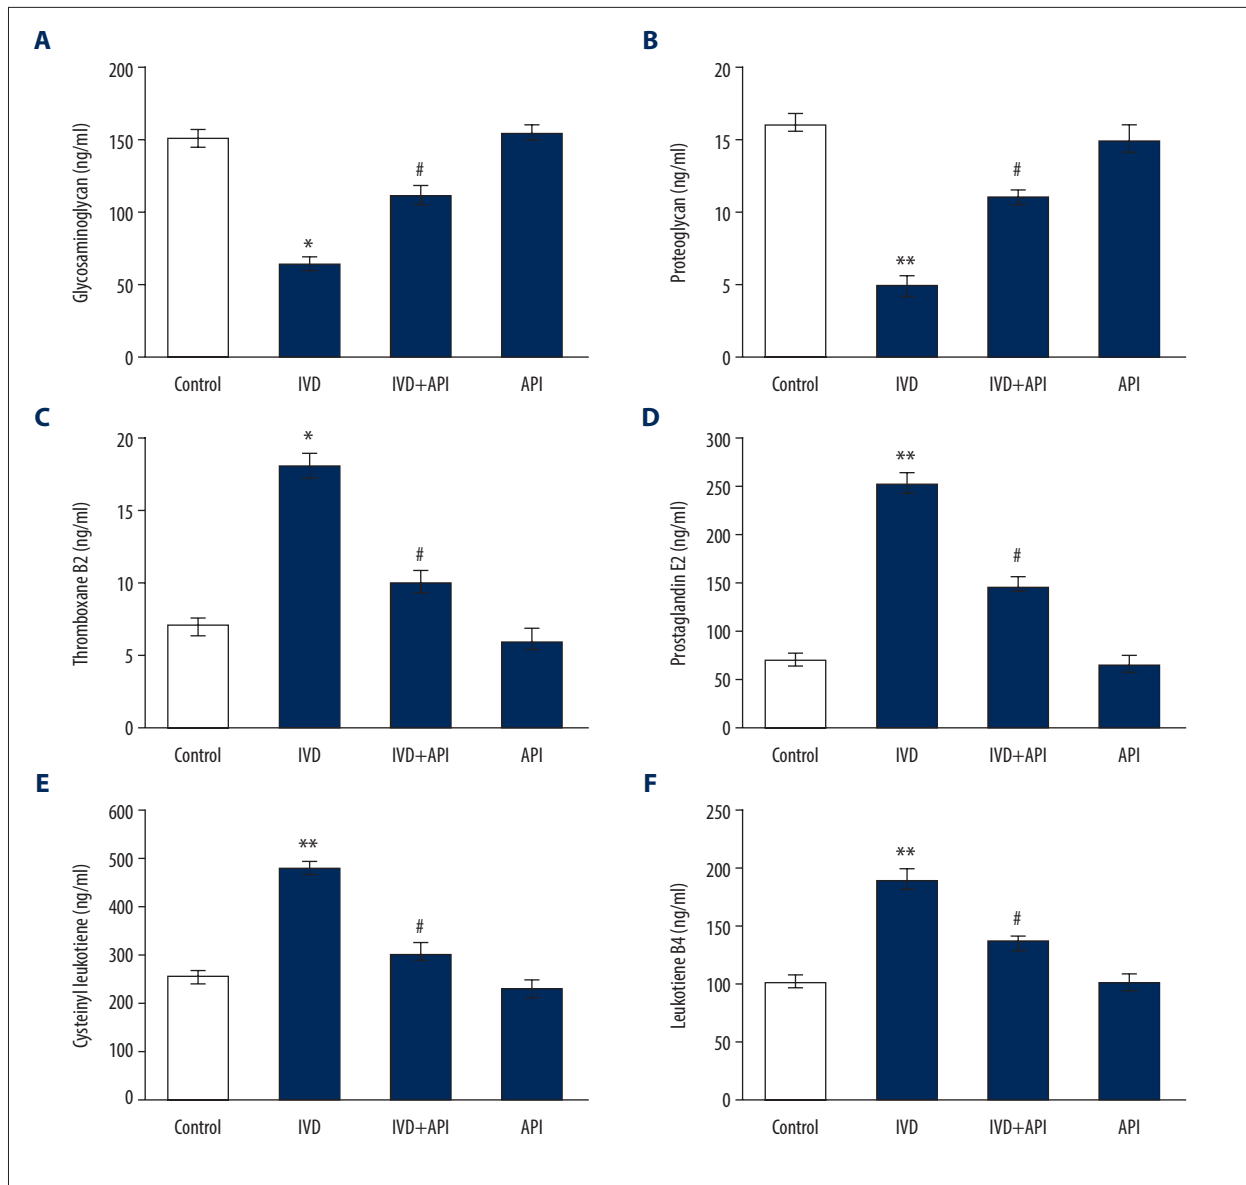 A
Glycosaminoglycan (ng/ml)
200
150
100
50
0
*
#
Control IVD IVD+API API
B
Proteoglycan (ng/ml)
20
15
10
5
0
**
#
Control IVD IVD+API API
C
Thromboxane B2 (ng/ml)
20
15
10
5
0
*
#
Control IVD IVD+API API
D
Prostaglandin E2 (ng/ml)
300
250
200
150
100
50
0
**
#
Control IVD IVD+API API
E
Cysteinyl leukotiene (ng/ml)
600
500
400
300
200
100
0
**
#
Control IVD IVD+API API
F
Leukotiene B4 (ng/ml)
250
200
150
100
50
0
**
#
Control IVD IVD+API API